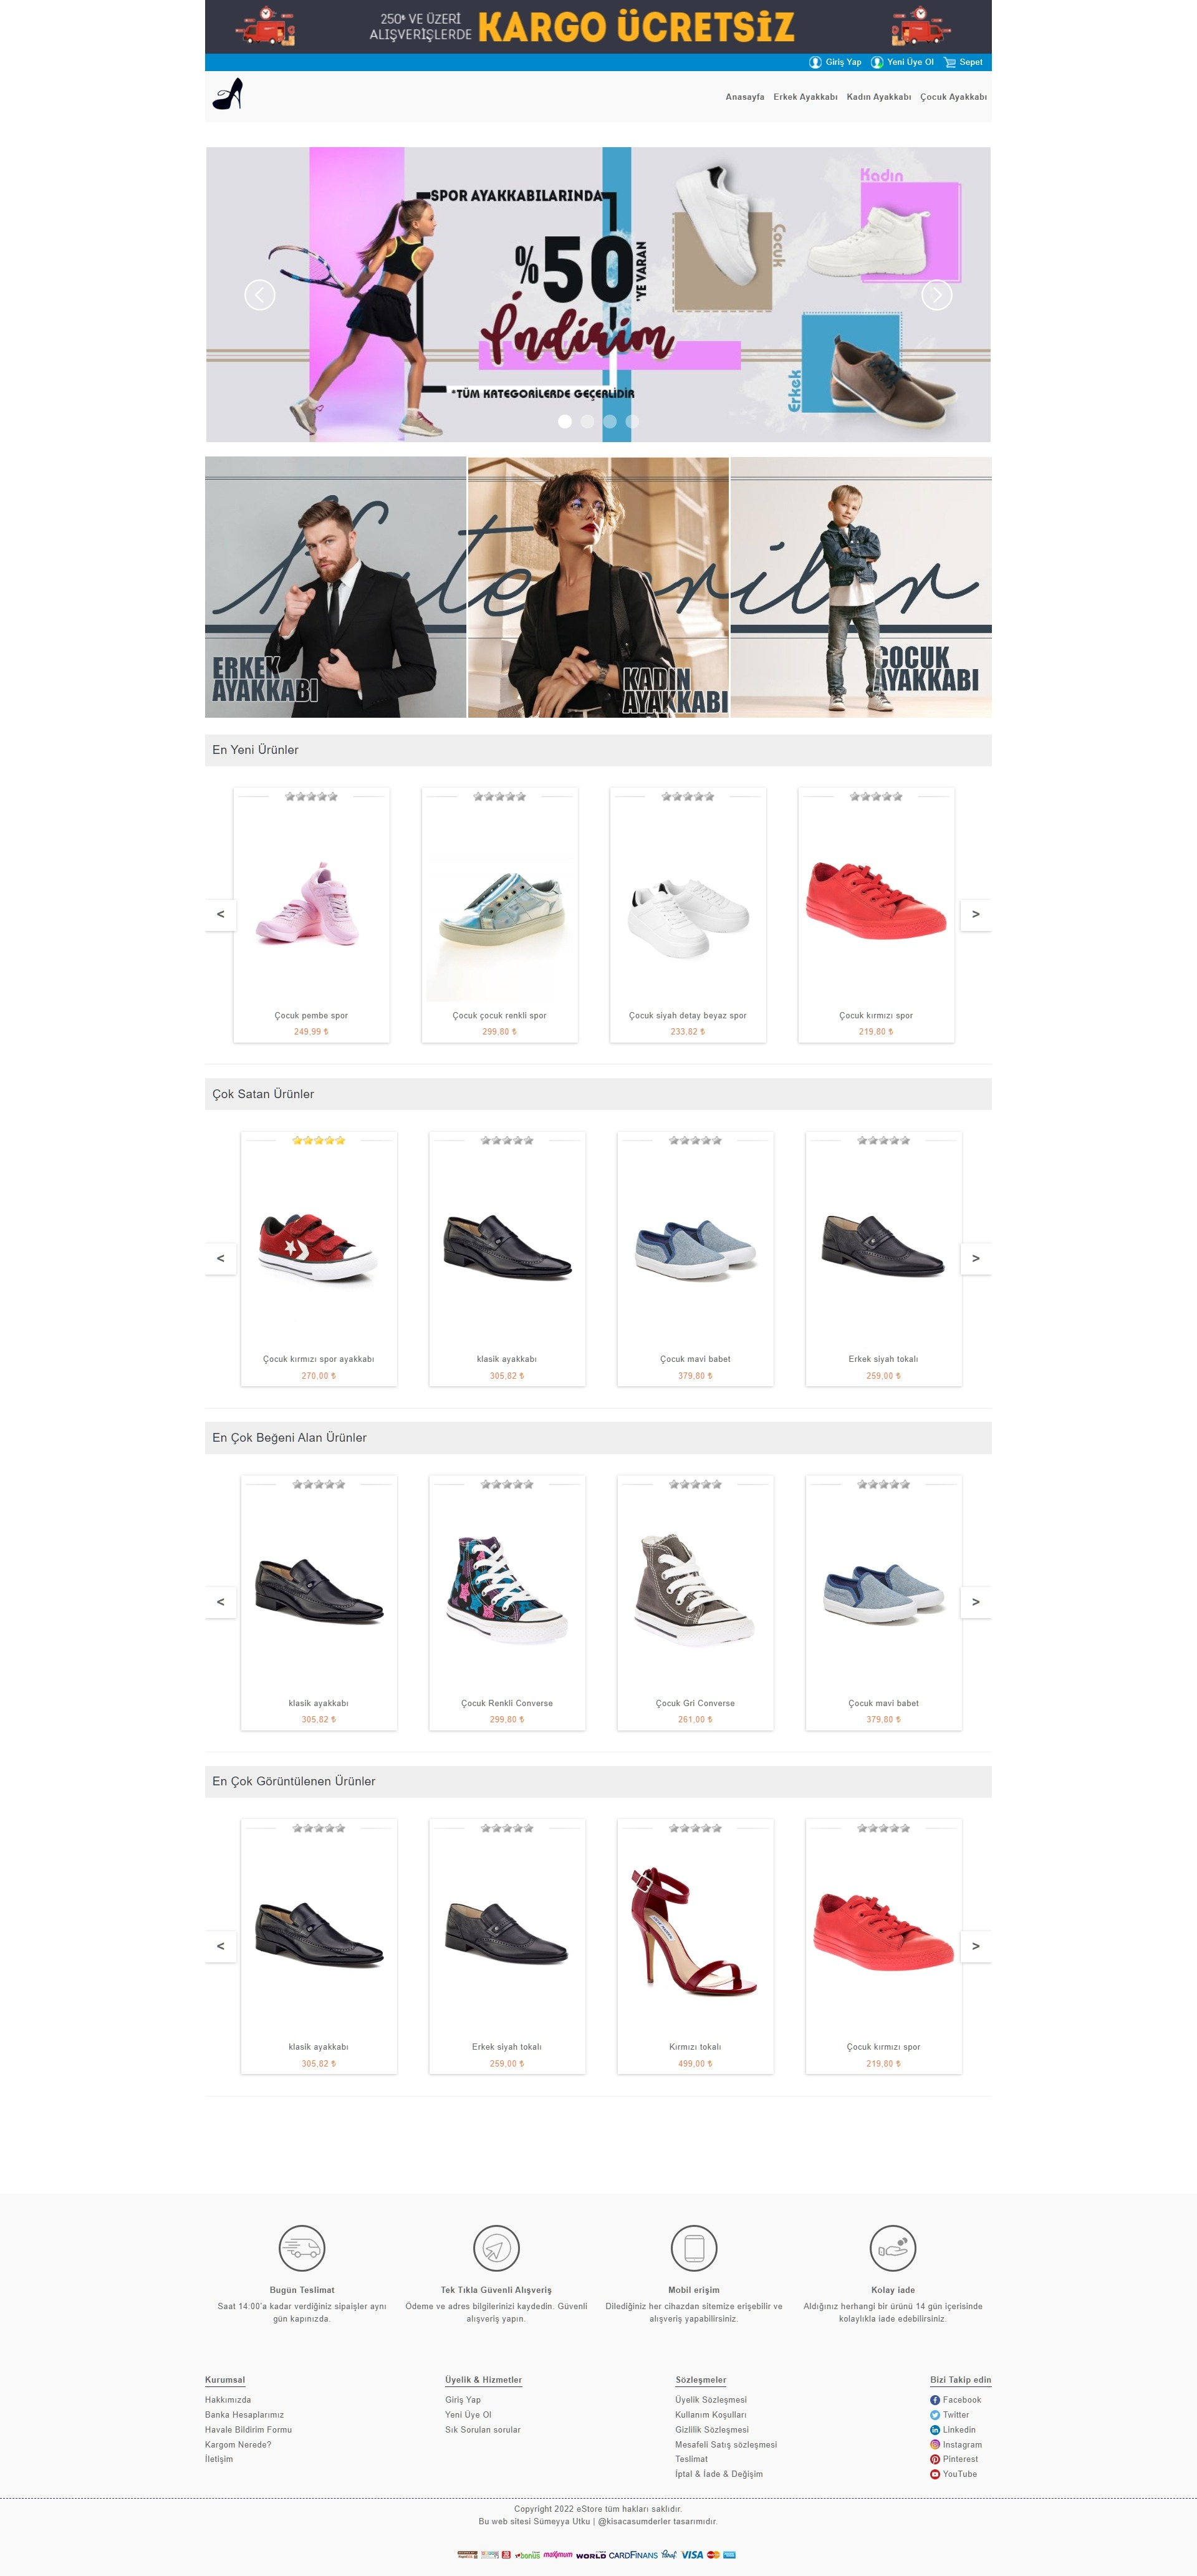 250₺ VE ÜZERİ
ALIŞVERİŞLERDE KARGO ÜCRETSİZ
Giriş Yap Yeni Üye Ol Sepet
Anasayfa Erkek Ayakkabı Kadın Ayakkabı Çocuk Ayakkabı
SPOR AYAKKABILARINDA
%50 'YE VARAN
İndirim
*TÜM KATEGORİLERDE GEÇERLİDİR
Kadın
Çocuk
Erkek
Kategoriler
ERKEK
AYAKKABI
KADIN
AYAKKABI
ÇOCUK
AYAKKABI
En Yeni Ürünler
< >
Çocuk pembe spor Çocuk çocuk renkli spor Çocuk siyah detay beyaz spor Çocuk kırmızı spor
249,99 ₺ 299,80 ₺ 233,82 ₺ 219,80 ₺
Çok Satan Ürünler
< >
Çocuk kırmızı spor ayakkabı klasik ayakkabı Çocuk mavi babet Erkek siyah tokalı
270,00 ₺ 305,82 ₺ 379,80 ₺ 259,00 ₺
En Çok Beğeni Alan Ürünler
< >
klasik ayakkabı Çocuk Renkli Converse Çocuk Gri Converse Çocuk mavi babet
305,82 ₺ 299,80 ₺ 261,00 ₺ 379,80 ₺
En Çok Görüntülenen Ürünler
< >
klasik ayakkabı Erkek siyah tokalı Kırmızı tokalı Çocuk kırmızı spor
305,82 ₺ 259,00 ₺ 499,00 ₺ 219,80 ₺
Bugün Teslimat
Saat 14:00'a kadar verdiğiniz sipaişler aynı
gün kapınızda.
Tek Tıkla Güvenli Alışveriş
Ödeme ve adres bilgilerinizi kaydedin. Güvenli
alışveriş yapın.
Mobil erişim
Dilediğiniz her cihazdan sitemize erişebilir ve
alışveriş yapabilirsiniz.
Kolay iade
Aldığınız herhangi bir ürünü 14 gün içerisinde
kolaylıkla iade edebilirsiniz.
Kurumsal
Hakkımızda
Banka Hesaplarımız
Havale Bildirim Formu
Kargom Nerede?
İletişim
Üyelik & Hizmetler
Giriş Yap
Yeni Üye Ol
Sık Sorulan sorular
Sözleşmeler
Üyelik Sözleşmesi
Kullanım Koşulları
Gizlilik Sözleşmesi
Mesafeli Satış sözleşmesi
Teslimat
İptal & İade & Değişim
Bizi Takip edin
Facebook
Twitter
Linkedin
Instagram
Pinterest
YouTube
Copyright 2022 eStore tüm hakları saklıdır.
Bu web sitesi Sümeyya Utku | @kisacasumderler tasarımıdır.
bonus maximum WORLD CARDFINANS Paraf VISA